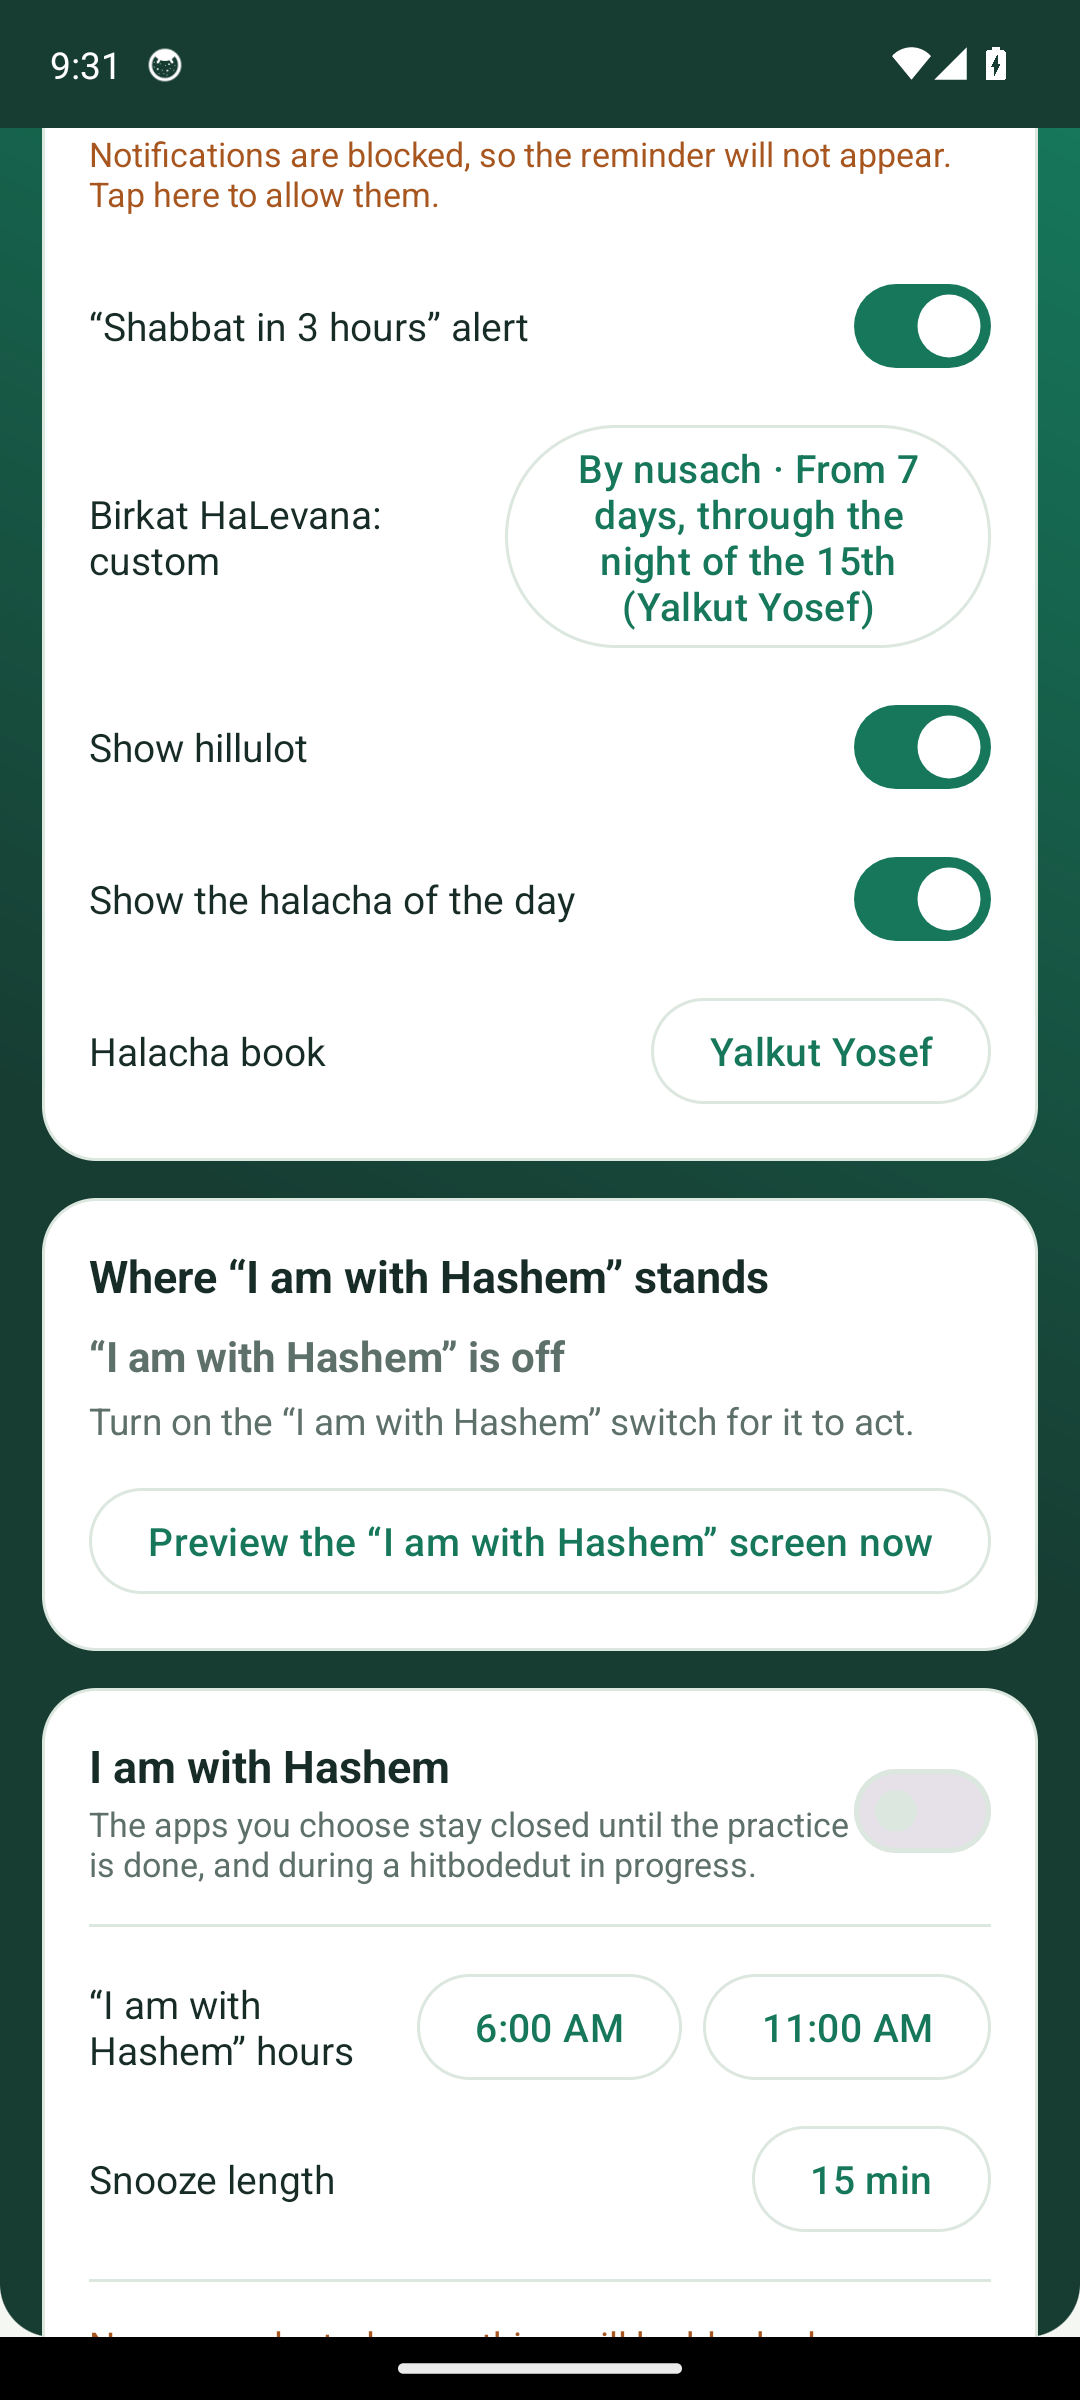 9:31
Notifications are blocked, so the reminder will not appear.
Tap here to allow them.
“Shabbat in 3 hours” alert
Birkat HaLevana:
custom
By nusach · From 7
days, through the
night of the 15th
(Yalkut Yosef)
Show hillulot
Show the halacha of the day
Halacha book
Yalkut Yosef
Where “I am with Hashem” stands
“I am with Hashem” is off
Turn on the “I am with Hashem” switch for it to act.
Preview the “I am with Hashem” screen now
I am with Hashem
The apps you choose stay closed until the practice
is done, and during a hitbodedut in progress.
“I am with
Hashem” hours
6:00 AM
11:00 AM
Snooze length
15 min